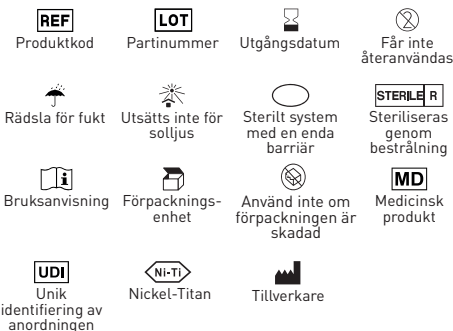 REF
Produktkod
LOT
Partinummer
Utgångsdatum
2
Får inte
återanvändas
Rädsla för fukt
Utsätts inte för
solljus
Sterilt system
med en enda
barriär
STERILE R
Steriliseras
genom
bestrålning
i
Bruksanvisning
Förpacknings-
enhet
Använd inte om
förpackningen är
skadad
MD
Medicinsk
produkt
UDI
Unik
identifiering av
anordningen
Ni-Ti
Nickel-Titan
Tillverkare